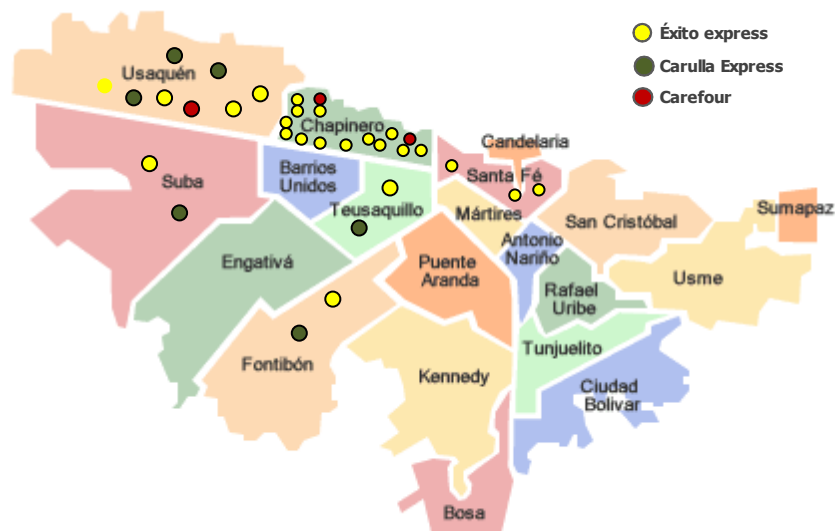 Éxito express
Carulla Express
Carefour
Usaquén
Chapinero
Candelaria
Santa Fé
Barrios
Unidos
Suba
Teusaquillo
Mártires
San Cristóbal
Sumapaz
Antonio
Nariño
Engativá
Puente
Aranda
Usme
Rafael
Uribe
Tunjuelito
Fontibón
Kennedy
Ciudad
Bolivar
Bosa